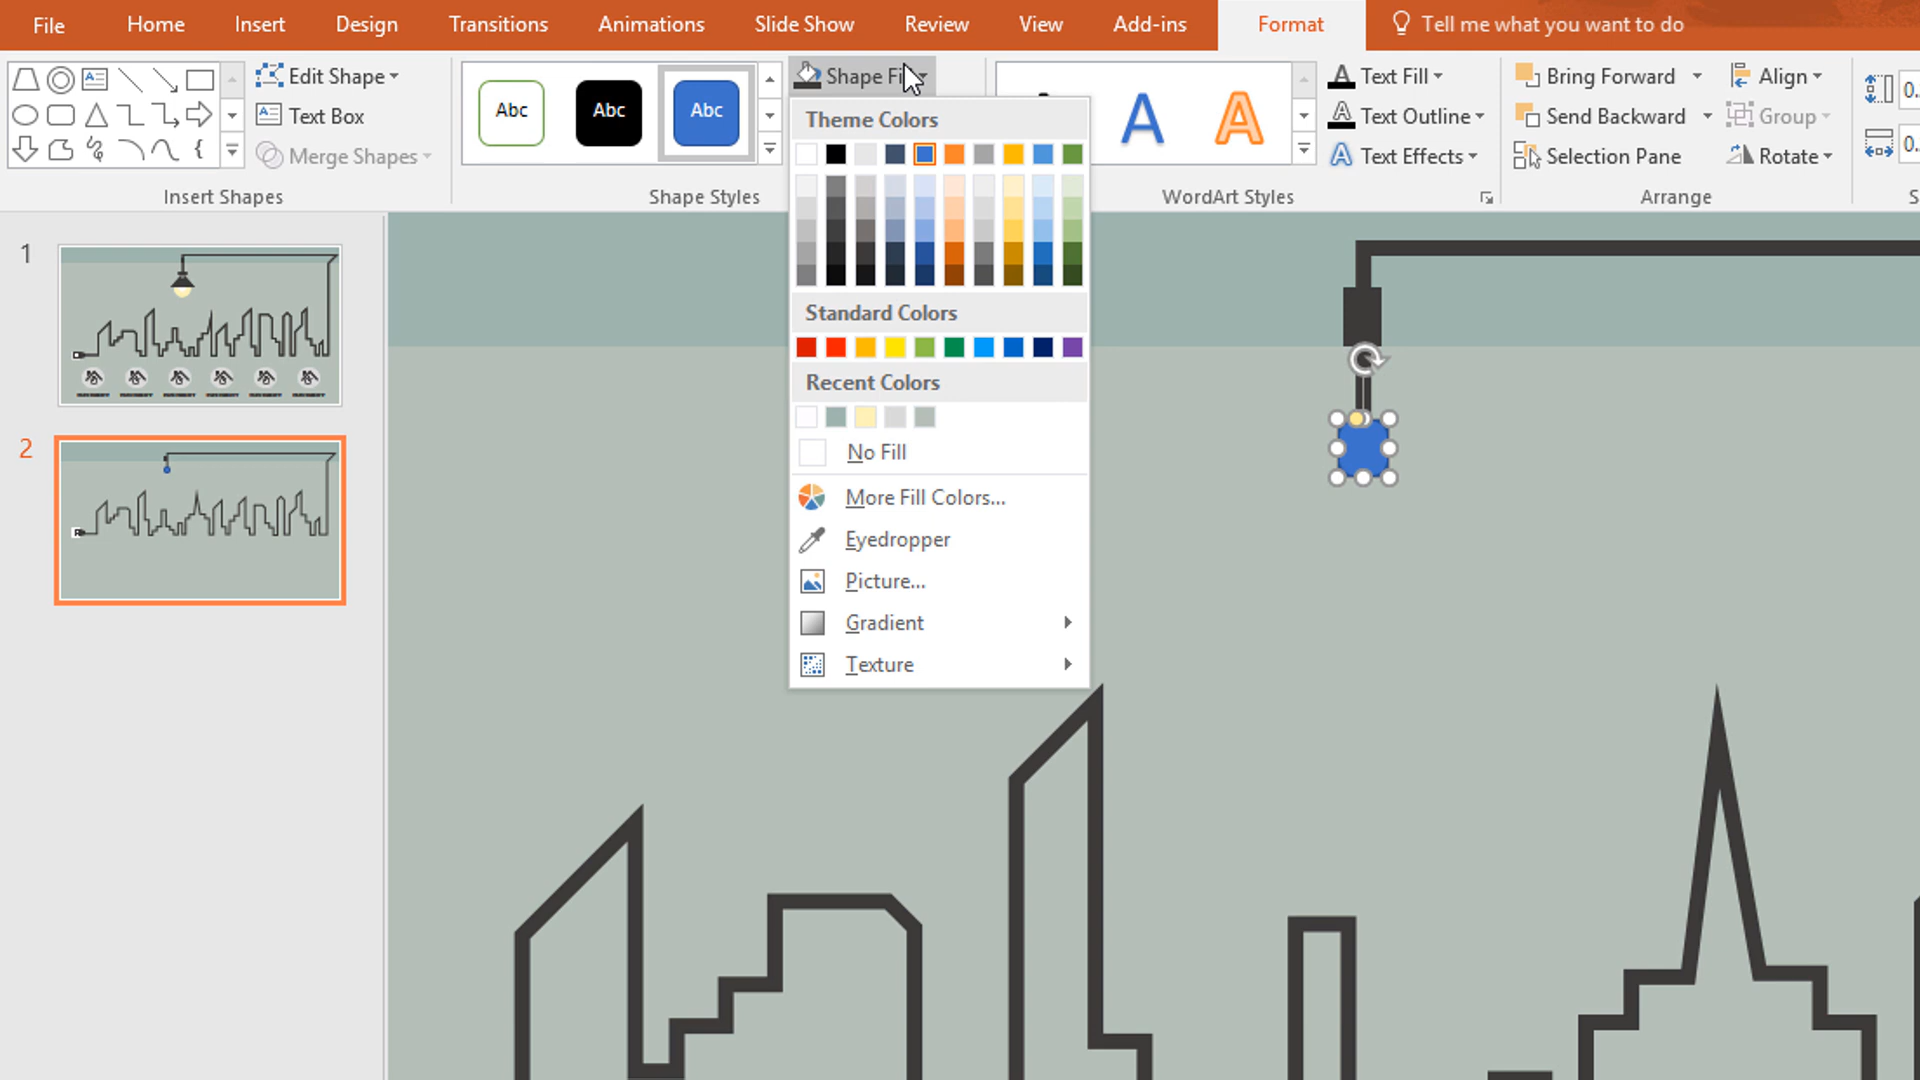 File Home Insert Design Transitions Animations Slide Show Review View Add-ins Format Tell me what you want to do
Edit Shape
Text Box
Merge Shapes
Insert Shapes
Abc Abc Abc
Shape Styles
Shape Fi
Theme Colors
Standard Colors
Recent Colors
No Fill
More Fill Colors...
Eyedropper
Picture...
Gradient
Texture
A A
WordArt Styles
Text Fill
Text Outline
Text Effects
Bring Forward
Send Backward
Selection Pane
Align
Group
Rotate
Arrange
0..
0..
S
1
2